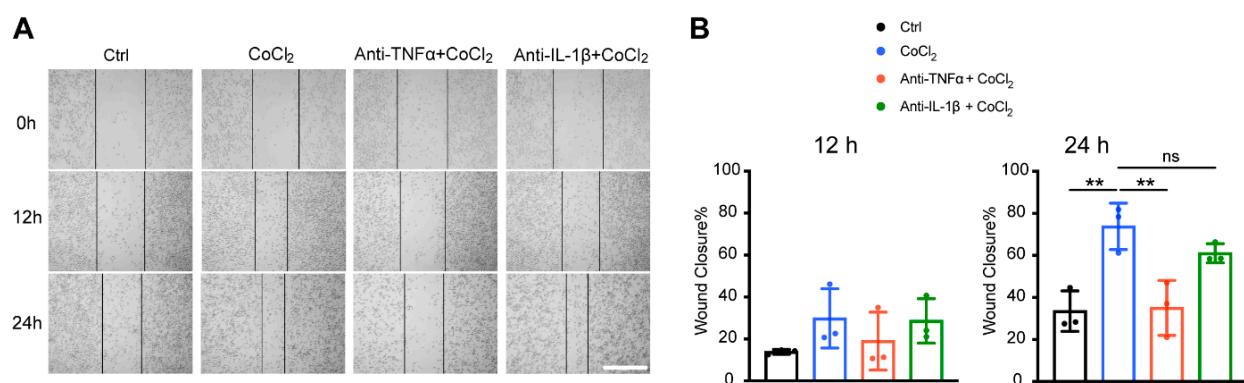 A
Ctrl
CoCl2
Anti-TNFα+CoCl2
Anti-IL-1β+CoCl2
0h
12h
24h
B
Ctrl
CoCl2
Anti-TNFα + CoCl2
Anti-IL-1β + CoCl2
12 h
Wound Closure%
100
80
60
40
20
0
24 h
ns
** **
Wound Closure%
100
80
60
40
20
0